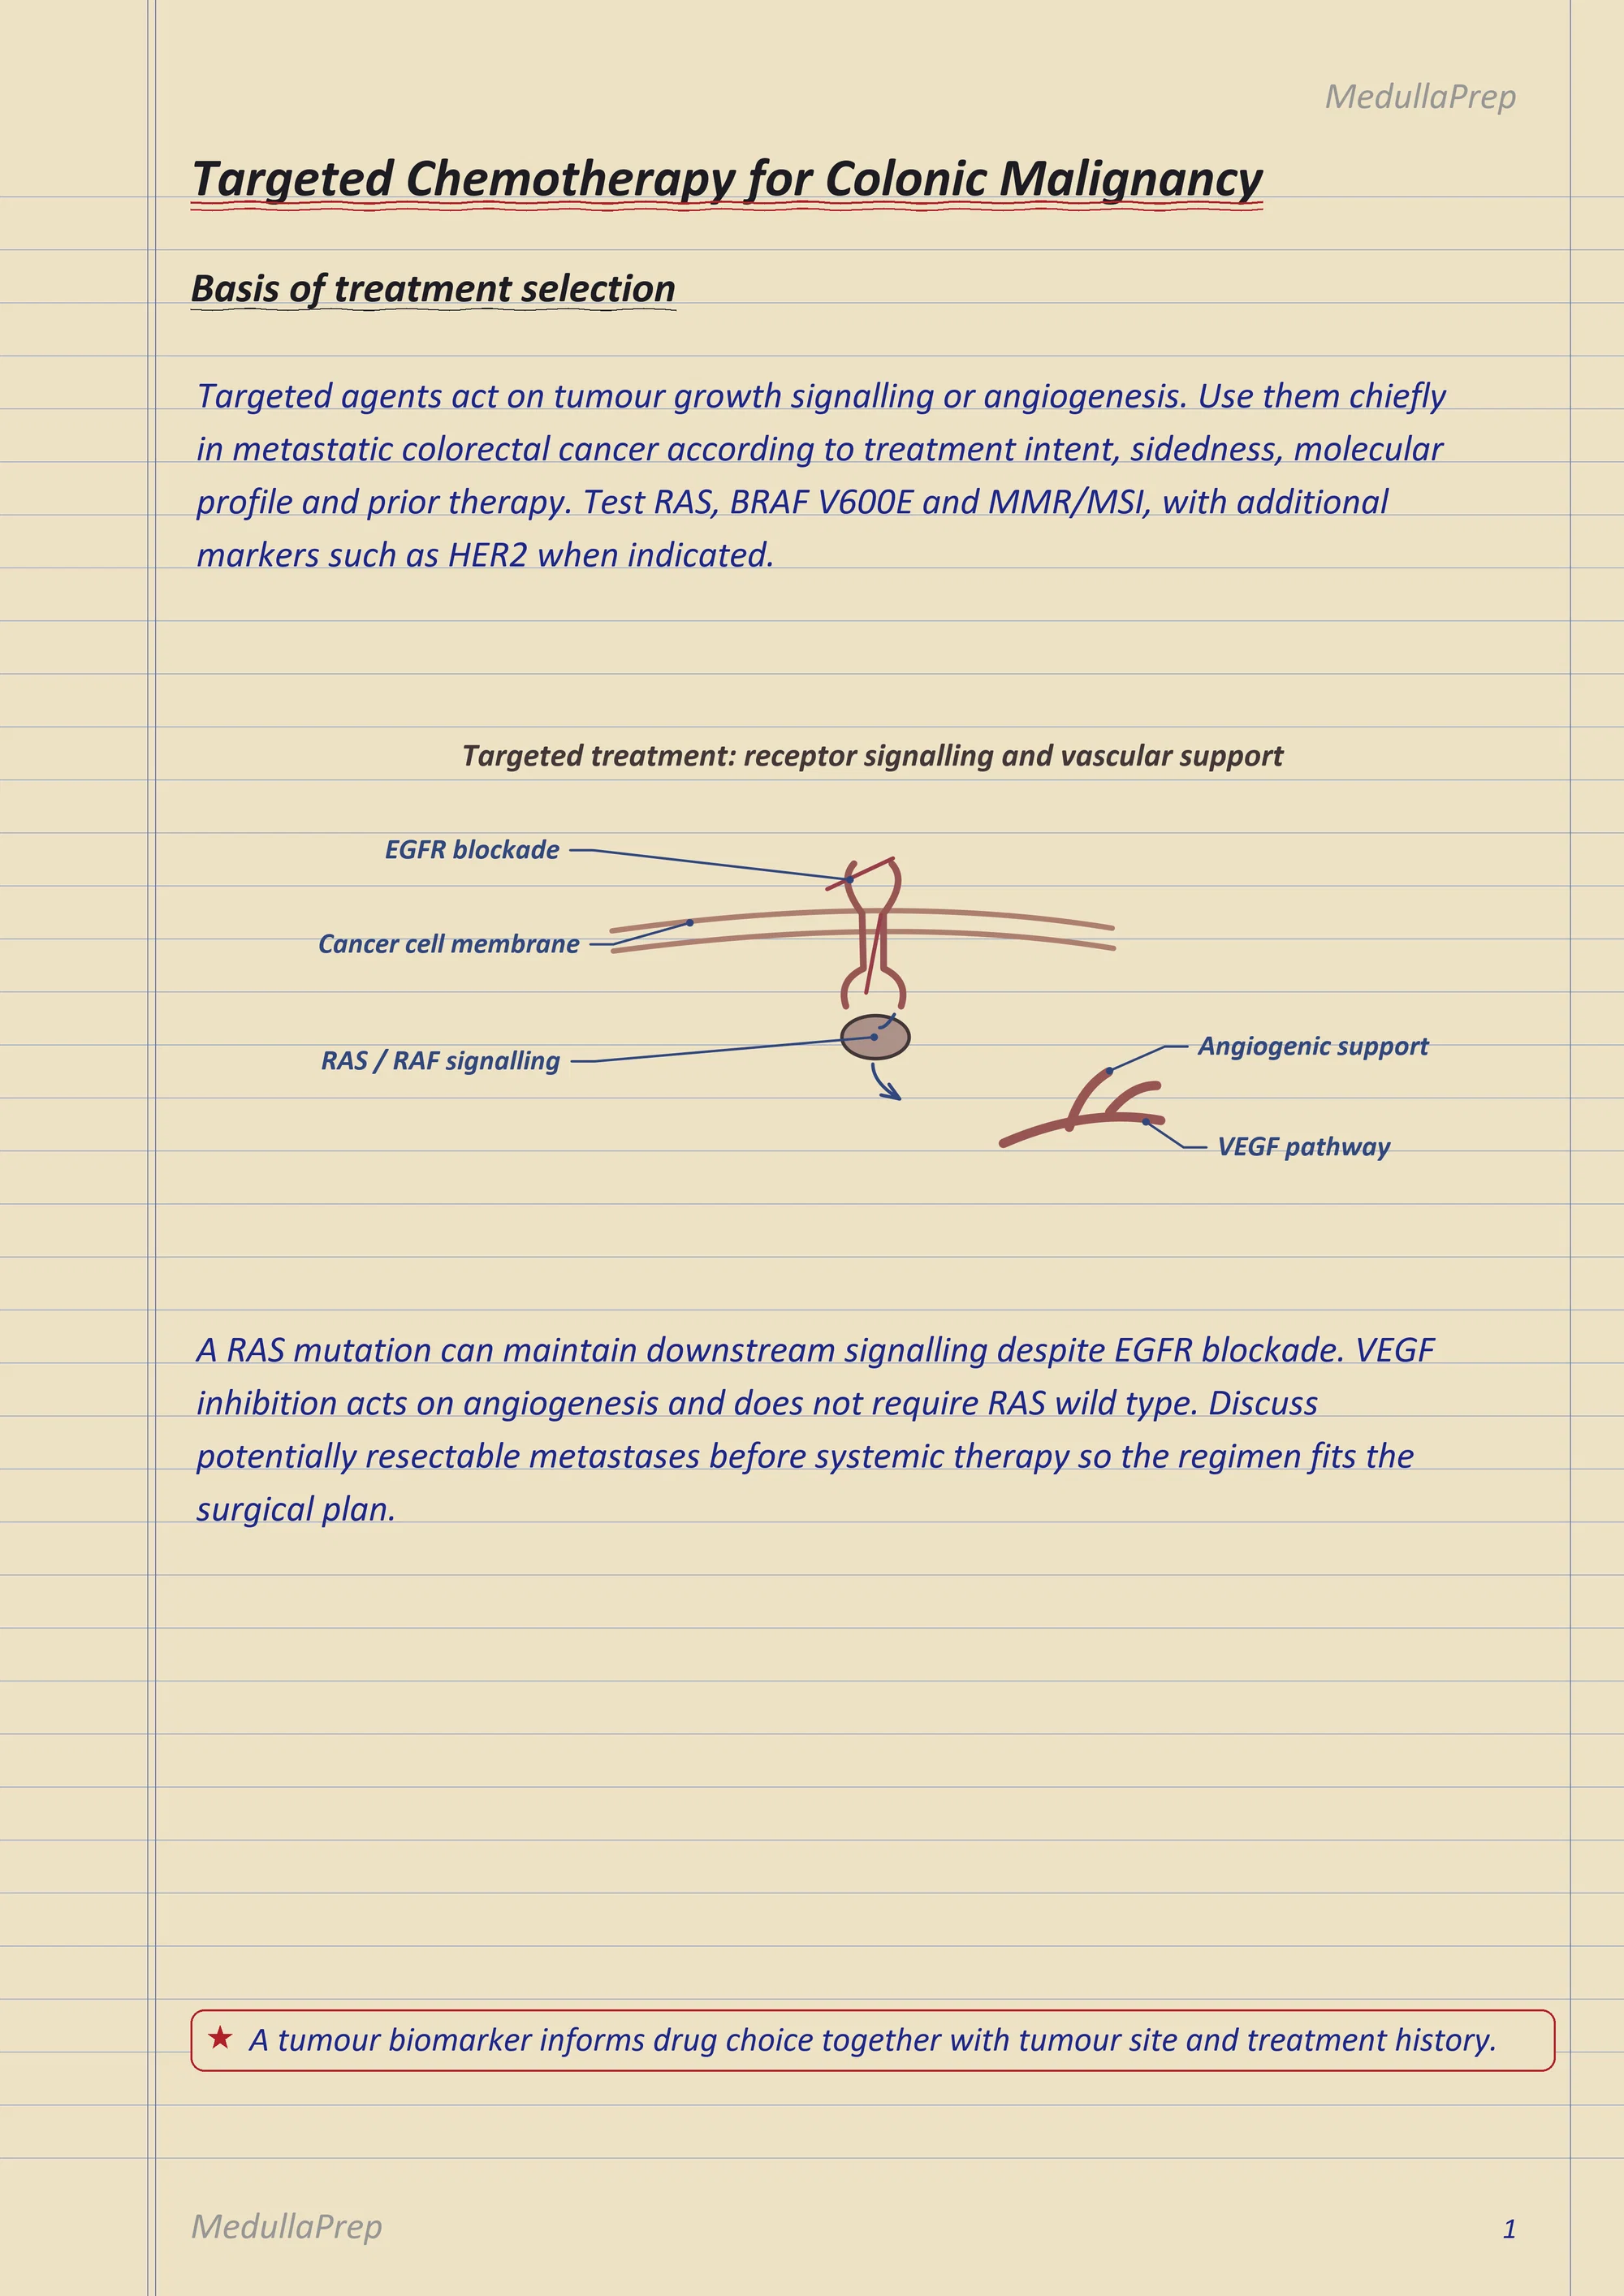 MedullaPrep
Targeted Chemotherapy for Colonic Malignancy
Basis of treatment selection
Targeted agents act on tumour growth signalling or angiogenesis. Use them chiefly
in metastatic colorectal cancer according to treatment intent, sidedness, molecular
profile and prior therapy. Test RAS, BRAF V600E and MMR/MSI, with additional
markers such as HER2 when indicated.
Targeted treatment: receptor signalling and vascular support
EGFR blockade
Cancer cell membrane
RAS / RAF signalling
Angiogenic support
VEGF pathway
A RAS mutation can maintain downstream signalling despite EGFR blockade. VEGF
inhibition acts on angiogenesis and does not require RAS wild type. Discuss
potentially resectable metastases before systemic therapy so the regimen fits the
surgical plan.
★ A tumour biomarker informs drug choice together with tumour site and treatment history.
MedullaPrep
1